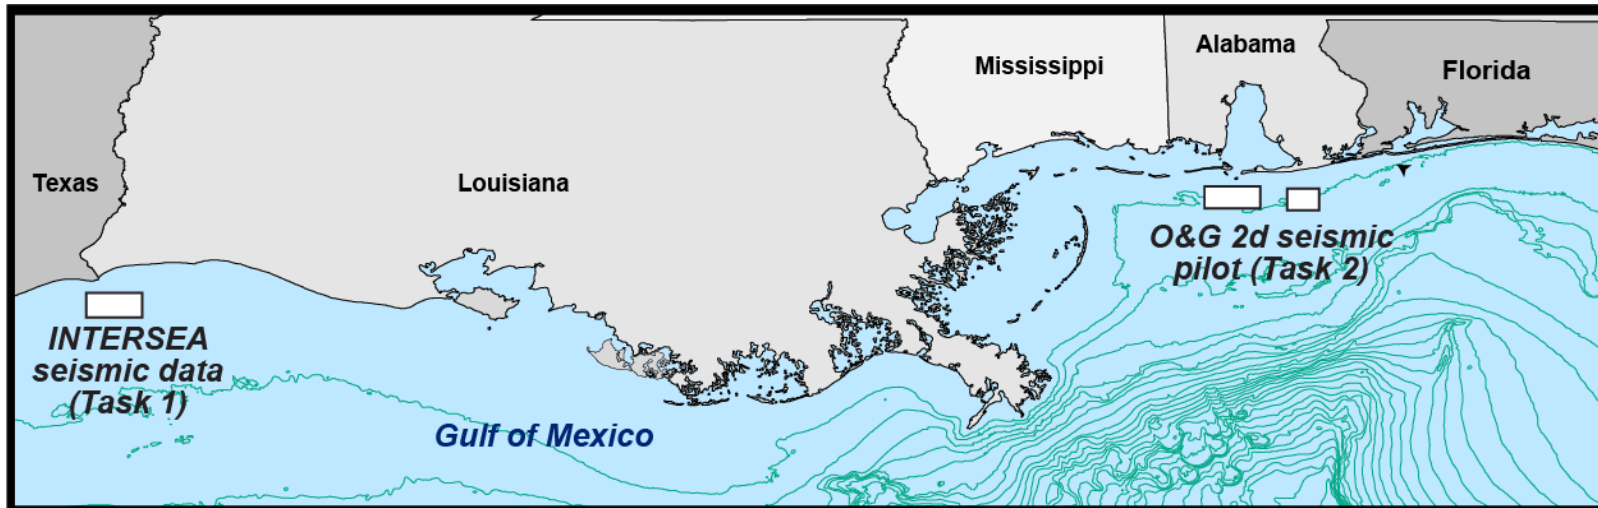 Alabama
Mississippi
Florida
Texas
Louisiana
O&G 2d seismic
pilot (Task 2)
INTERSEA
seismic data
(Task 1)
Gulf of Mexico